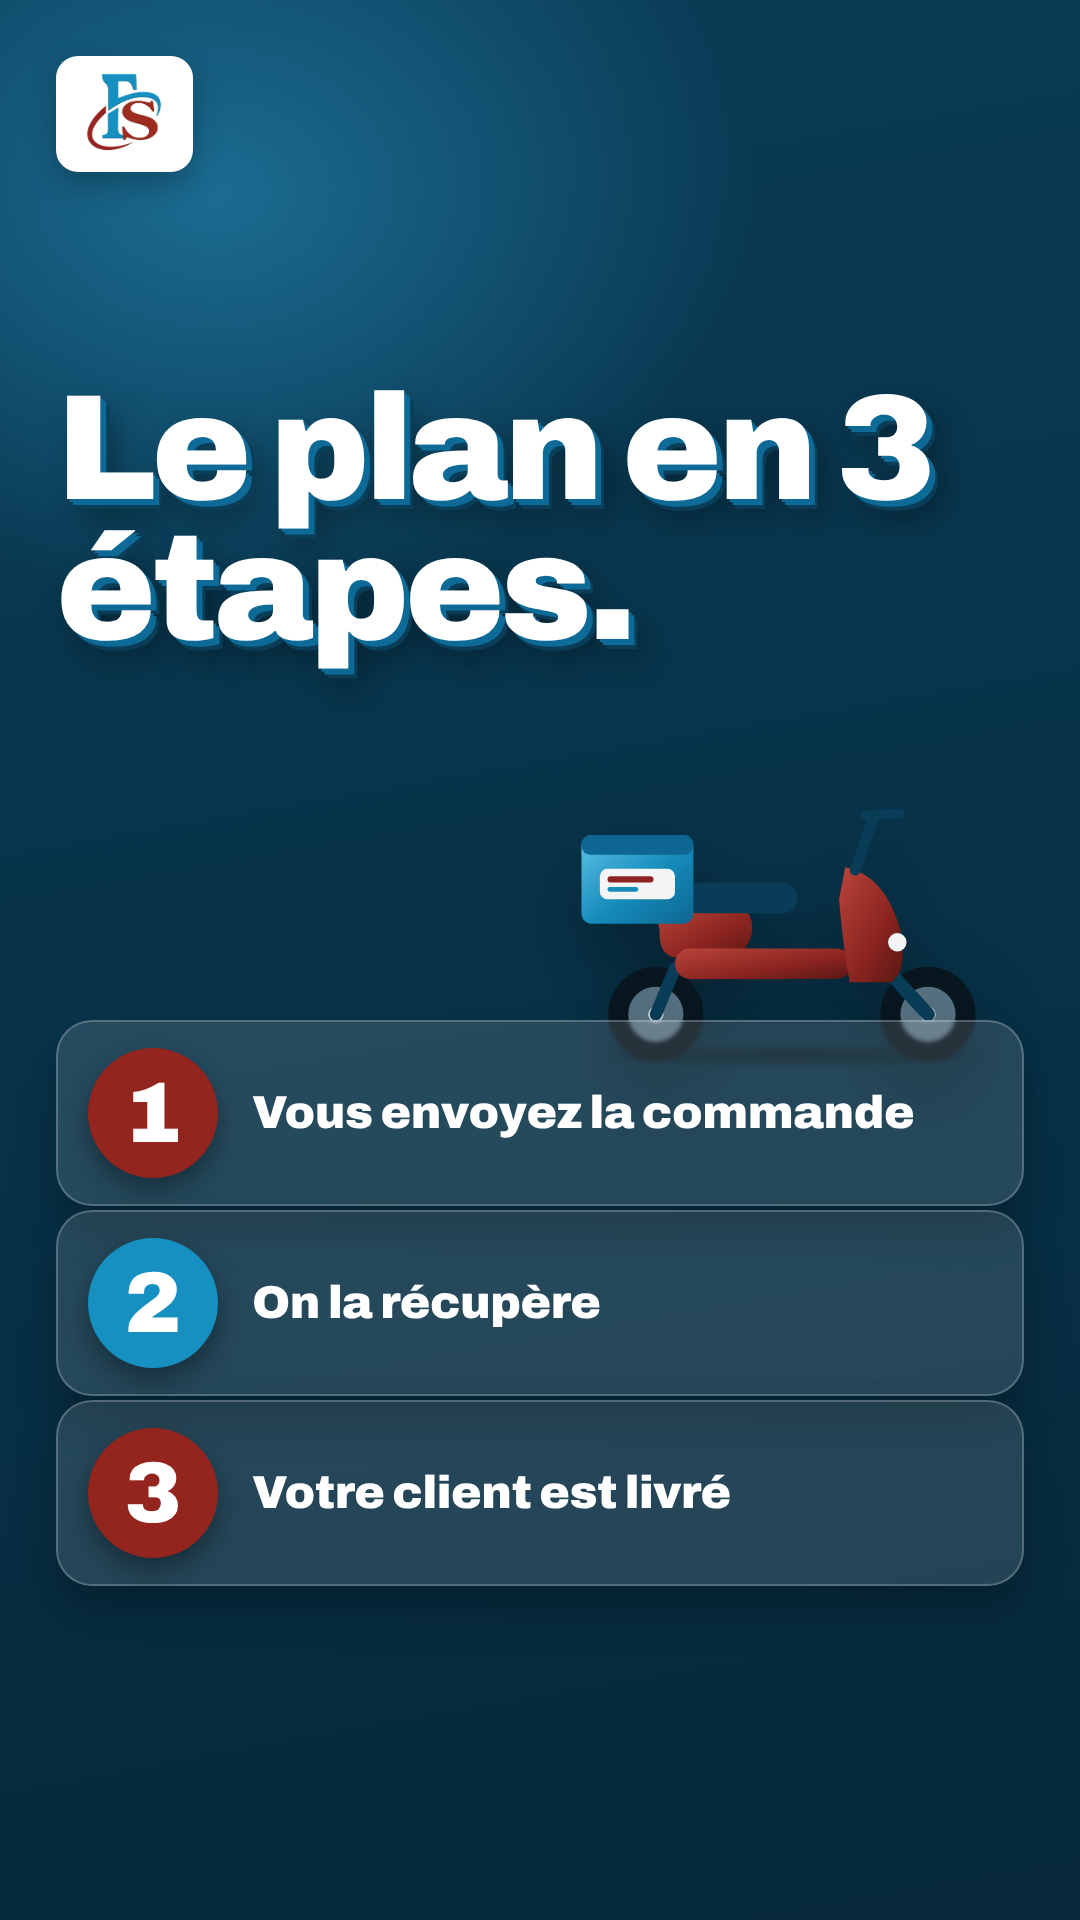 FS
Le plan en 3
étapes.
1
Vous envoyez la commande
2
On la récupère
3
Votre client est livré